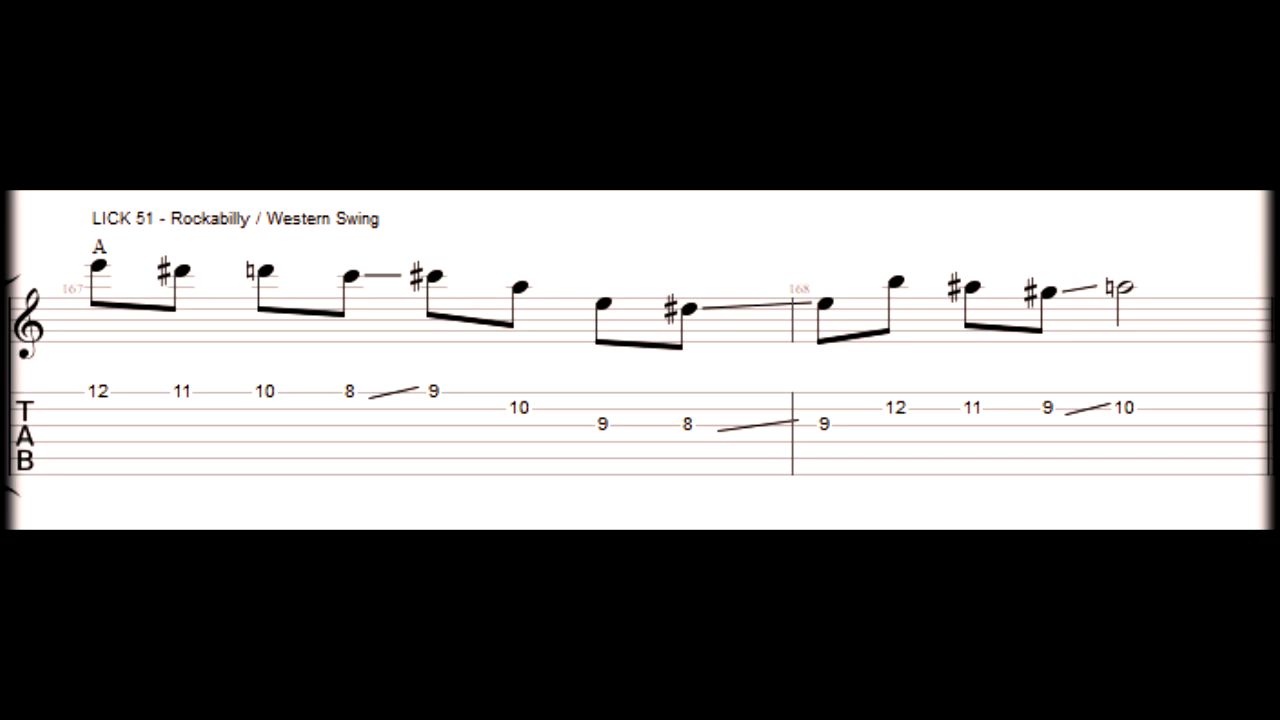 LICK 51 - Rockabilly / Western Swing
A
167 168
12 11 10 8 9 10 9 8 9 12 11 9 10
T
A
B